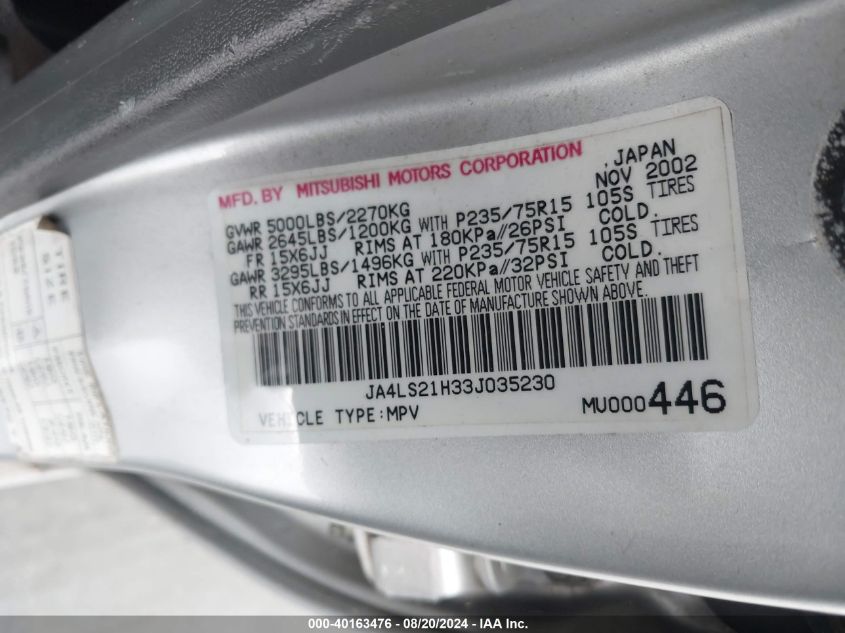 MFD. BY MITSUBISHI MOTORS CORPORATION , JAPAN
GVWR 5000LBS/2270KG NOV 2002
GAWR 2645LBS/1200KG WITH P235/75R15 105S TIRES
FR 15X6JJ RIMS AT 180KPa//26PSI COLD.
GAWR 3295LBS/1496KG WITH P235/75R15 105S TIRES
RR 15X6JJ RIMS AT 220KPa//32PSI COLD.
THIS VEHICLE CONFORMS TO ALL APPLICABLE FEDERAL MOTOR VEHICLE SAFETY AND THEFT
PREVENTION STANDARDS IN EFFECT ON THE DATE OF MANUFACTURE SHOWN ABOVE.
JA4LS21H33J035230
VEHICLE TYPE:MPV MU000446
TIRE
SIZE
000-40163476 - 08/20/2024 - IAA Inc.